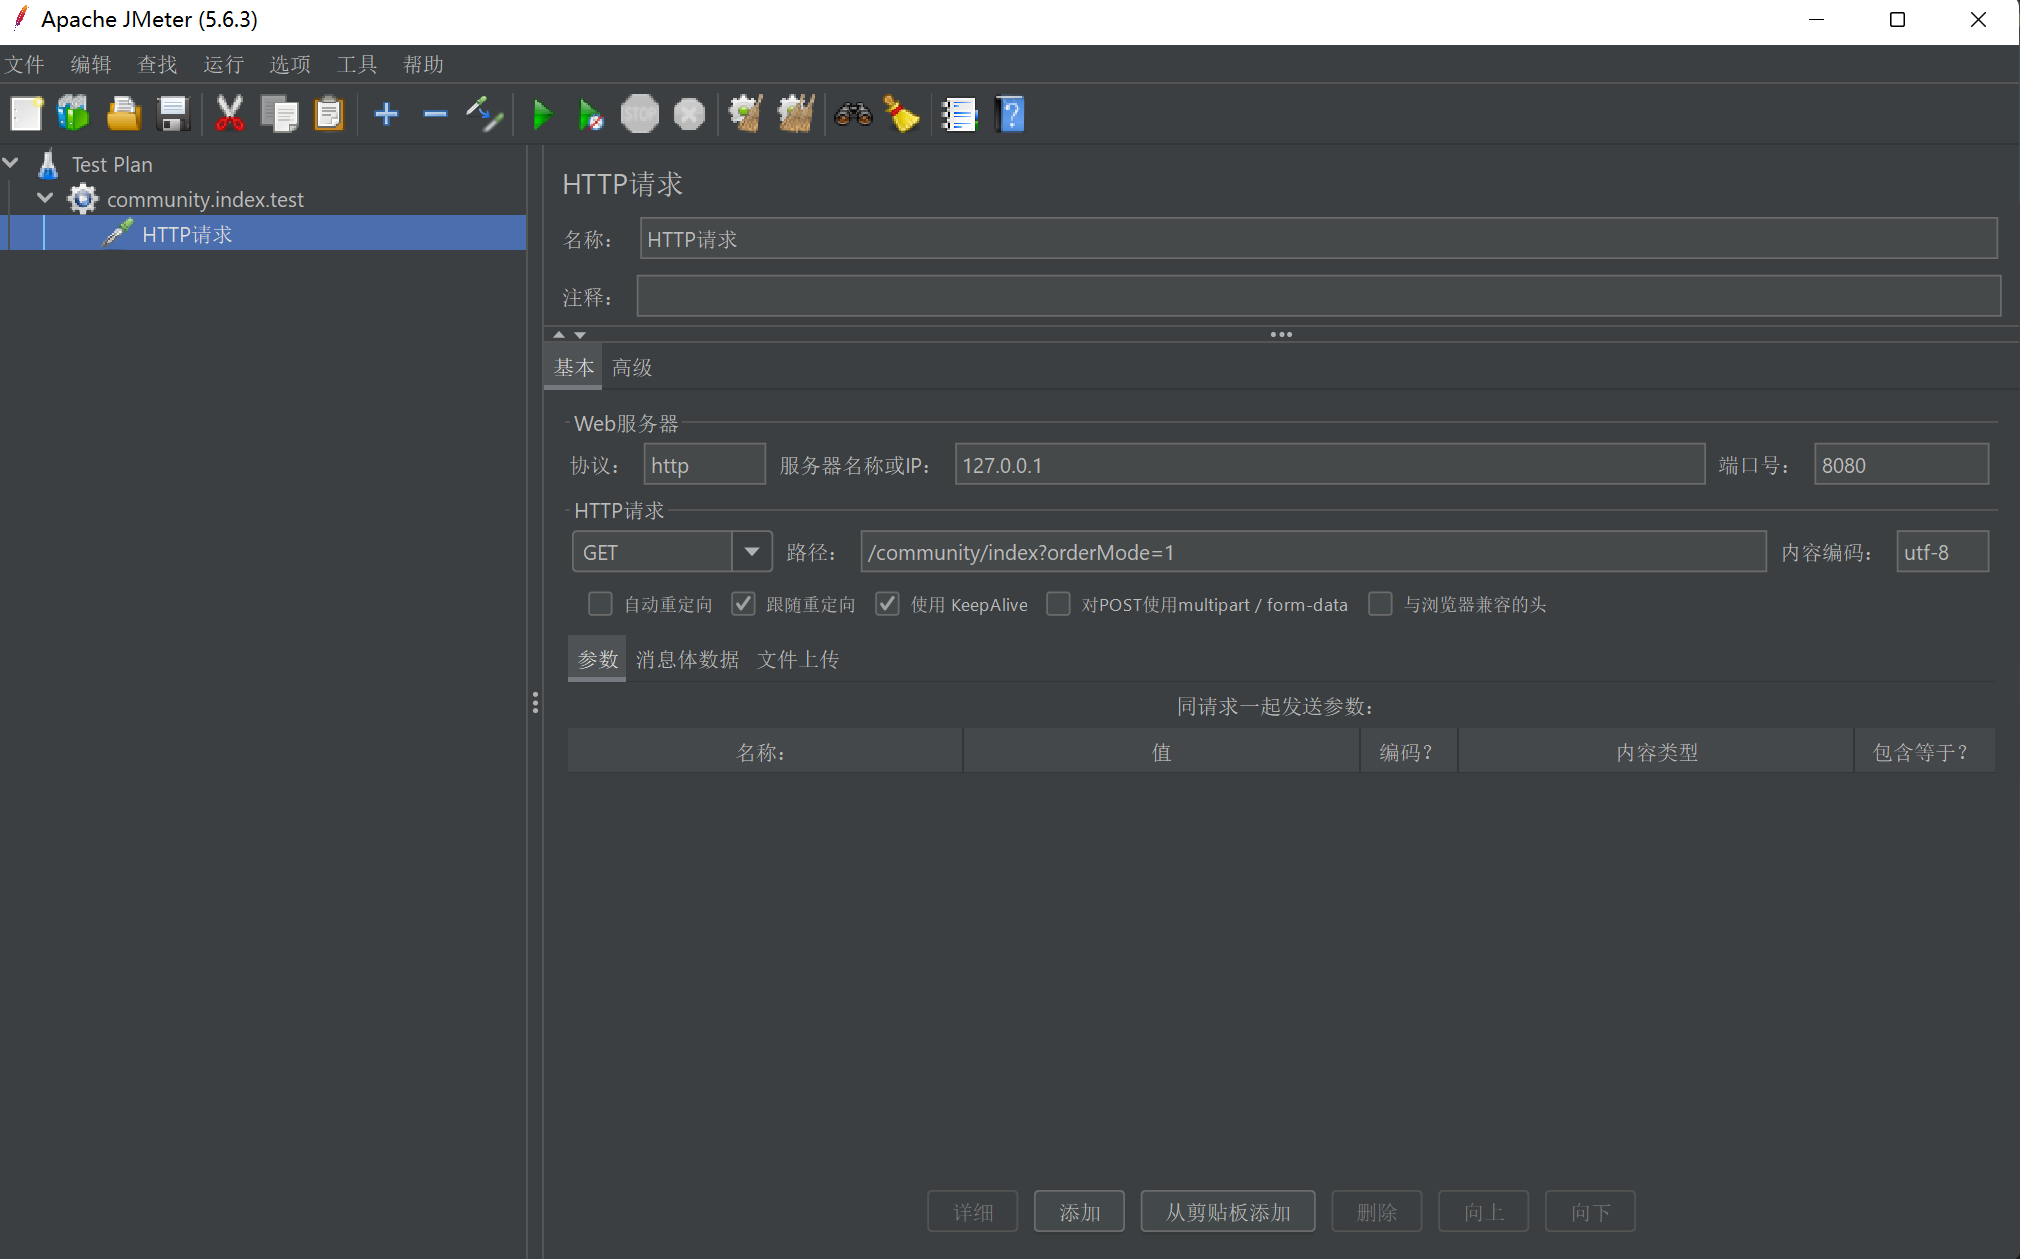 Apache JMeter (5.6.3)
文件 编辑 查找 运行 选项 工具 帮助
STOP
Test Plan
community.index.test
HTTP请求
HTTP请求
名称： HTTP请求
注释：
基本 高级
Web服务器
协议： http 服务器名称或IP： 127.0.0.1 端口号： 8080
HTTP请求
GET 路径： /community/index?orderMode=1 内容编码： utf-8
自动重定向 跟随重定向 使用 KeepAlive 对POST使用multipart / form-data 与浏览器兼容的头
参数 消息体数据 文件上传
同请求一起发送参数：
名称： 值 编码？ 内容类型 包含等于？
详细 添加 从剪贴板添加 删除 向上 向下